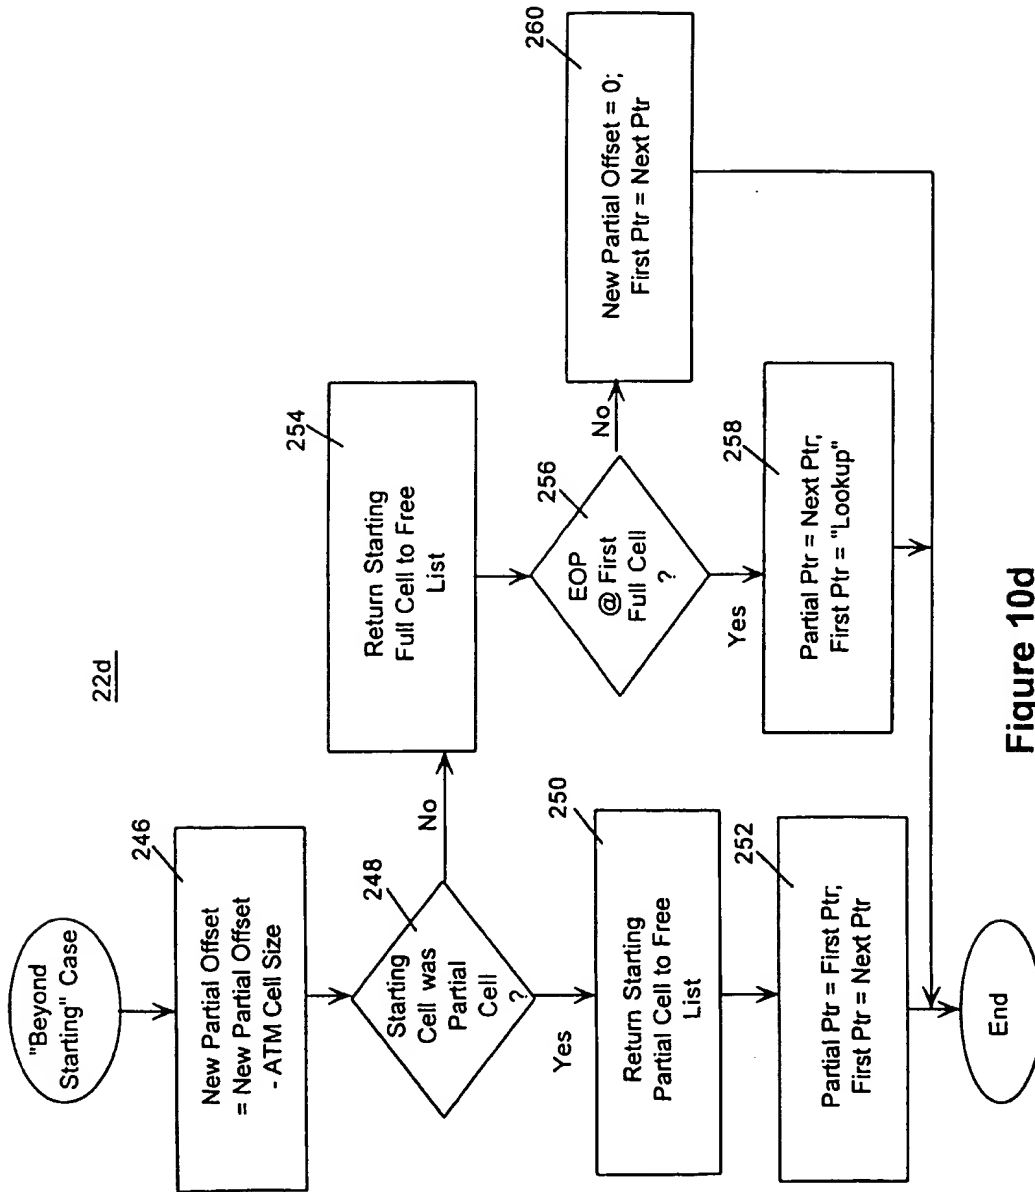 22d
"Beyond
Starting" Case
246
New Partial Offset
= New Partial Offset
- ATM Cell Size
248
Starting
Cell was
Partial
Cell
?
No
Yes
250
Return Starting
Partial Cell to Free
List
252
Partial Ptr = First Ptr;
First Ptr = Next Ptr
End
254
Return Starting
Full Cell to Free
List
256
EOP
@ First
Full Cell
?
No
Yes
258
Partial Ptr = Next Ptr;
First Ptr = "Lookup"
260
New Partial Offset = 0;
First Ptr = Next Ptr
Figure 10d